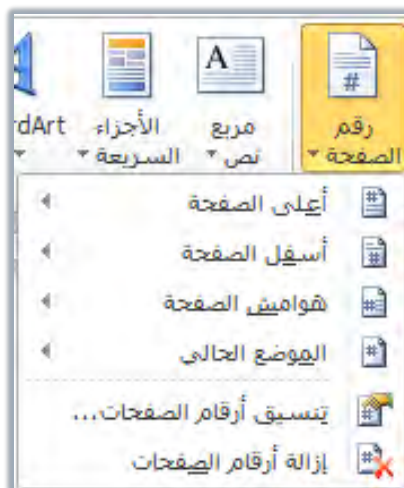 رقم الصفحة
مربع نص
الأجزاء السريعة
dArt
أعلى الصفحة
أسفل الصفحة
هوامش الصفحة
الموضع الحالي
تنسيق أرقام الصفحات...
إزالة أرقام الصفحات